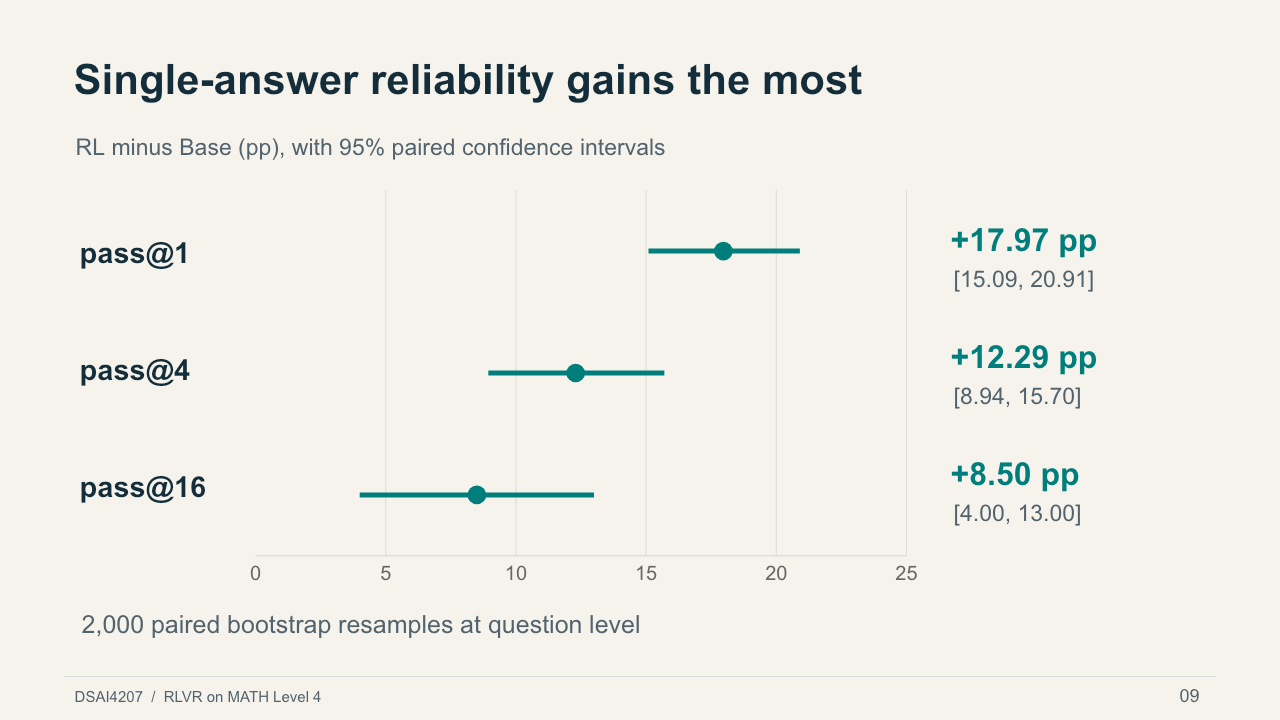 Single-answer reliability gains the most
RL minus Base (pp), with 95% paired confidence intervals
pass@1
+17.97 pp
[15.09, 20.91]
pass@4
+12.29 pp
[8.94, 15.70]
pass@16
+8.50 pp
[4.00, 13.00]
0 5 10 15 20 25
2,000 paired bootstrap resamples at question level
DSAI4207 / RLVR on MATH Level 4
09